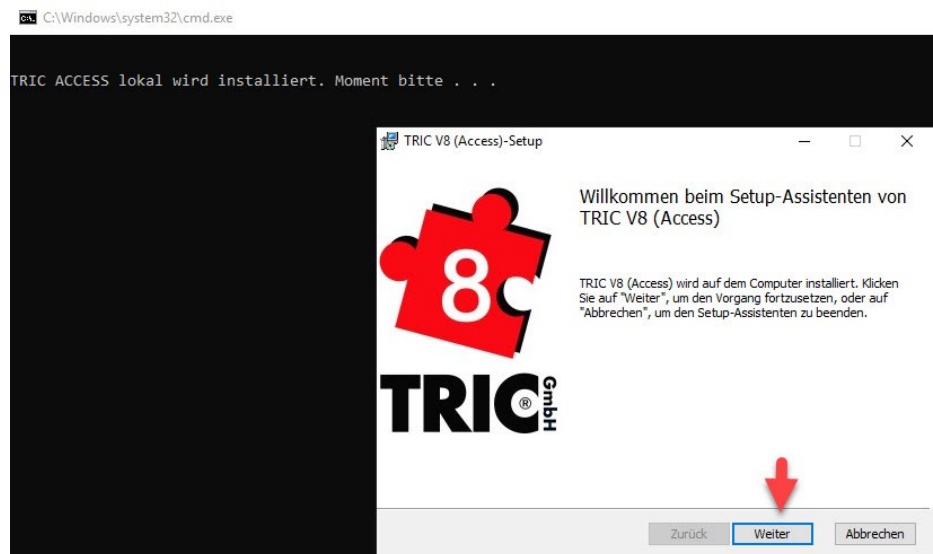 C:\Windows\system32\cmd.exe
TRIC ACCESS lokal wird installiert. Moment bitte . . .
TRIC V8 (Access)-Setup
Willkommen beim Setup-Assistenten von
TRIC V8 (Access)
TRIC V8 (Access) wird auf dem Computer installiert. Klicken
Sie auf "Weiter", um den Vorgang fortzusetzen, oder auf
"Abbrechen", um den Setup-Assistenten zu beenden.
8
TRIC® GmbH
Zurück Weiter Abbrechen